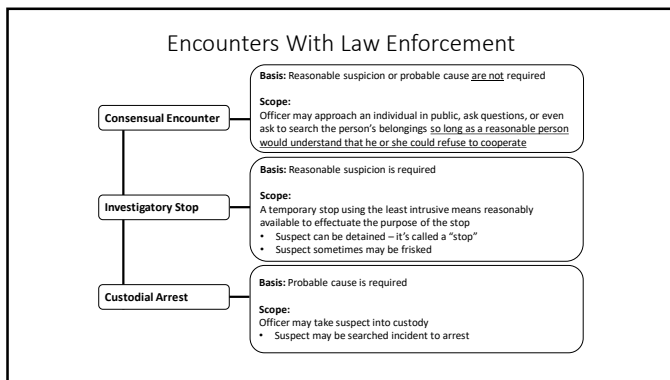 Encounters With Law Enforcement
Consensual Encounter
Basis: Reasonable suspicion or probable cause are not required
Scope:
Officer may approach an individual in public, ask questions, or even
ask to search the person's belongings so long as a reasonable person
would understand that he or she could refuse to cooperate
Investigatory Stop
Basis: Reasonable suspicion is required
Scope:
A temporary stop using the least intrusive means reasonably
available to effectuate the purpose of the stop
• Suspect can be detained – it's called a "stop"
• Suspect sometimes may be frisked
Custodial Arrest
Basis: Probable cause is required
Scope:
Officer may take suspect into custody
• Suspect may be searched incident to arrest